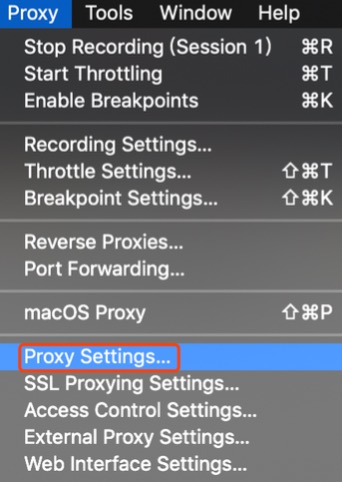 Proxy Tools Window Help
Stop Recording (Session 1) ⌘R
Start Throttling ⌘T
Enable Breakpoints ⌘K
Recording Settings...
Throttle Settings... ⇧⌘T
Breakpoint Settings... ⇧⌘K
Reverse Proxies...
Port Forwarding...
macOS Proxy ⇧⌘P
Proxy Settings...
SSL Proxying Settings...
Access Control Settings...
External Proxy Settings...
Web Interface Settings...